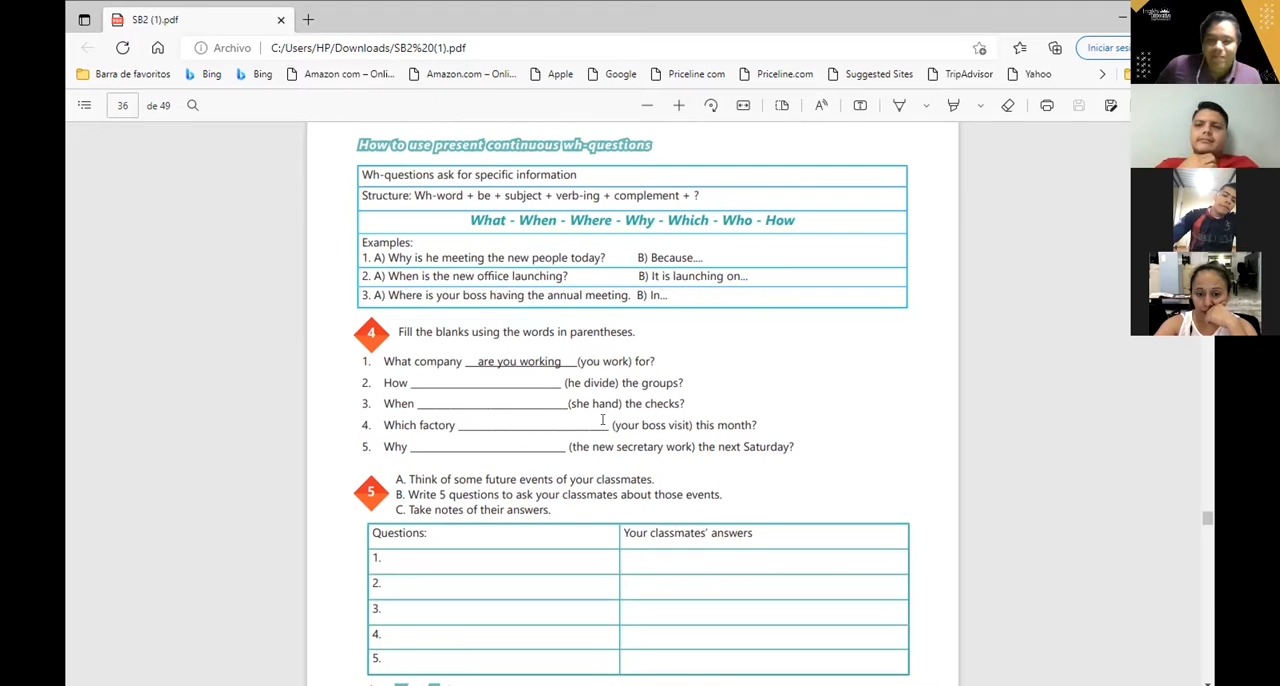 SB2 (1).pdf
Archivo
C:/Users/HP/Downloads/SB2%20(1).pdf
Iniciar sesi
Barra de favoritos
Bing
Bing
Amazon.com – Onli...
Amazon.com – Onli...
Apple
Google
Priceline.com
Priceline.com
Suggested Sites
TripAdvisor
Yahoo
36 de 49
How to use present continuous wh-questions
Wh-questions ask for specific information
Structure: Wh-word + be + subject + verb-ing + complement + ?
What - When - Where - Why - Which - Who - How
Examples:
1. A) Why is he meeting the new people today? B) Because....
2. A) When is the new offiice launching? B) It is launching on...
3. A) Where is your boss having the annual meeting. B) In...
4 Fill the blanks using the words in parentheses.
1. What company __are you working__(you work) for?
2. How ____________________ (he divide) the groups?
3. When ____________________(she hand) the checks?
4. Which factory ____________________ (your boss visit) this month?
5. Why ____________________ (the new secretary work) the next Saturday?
5 A. Think of some future events of your classmates.
B. Write 5 questions to ask your classmates about those events.
C. Take notes of their answers.
Questions: Your classmates' answers
1.
2.
3.
4.
5.